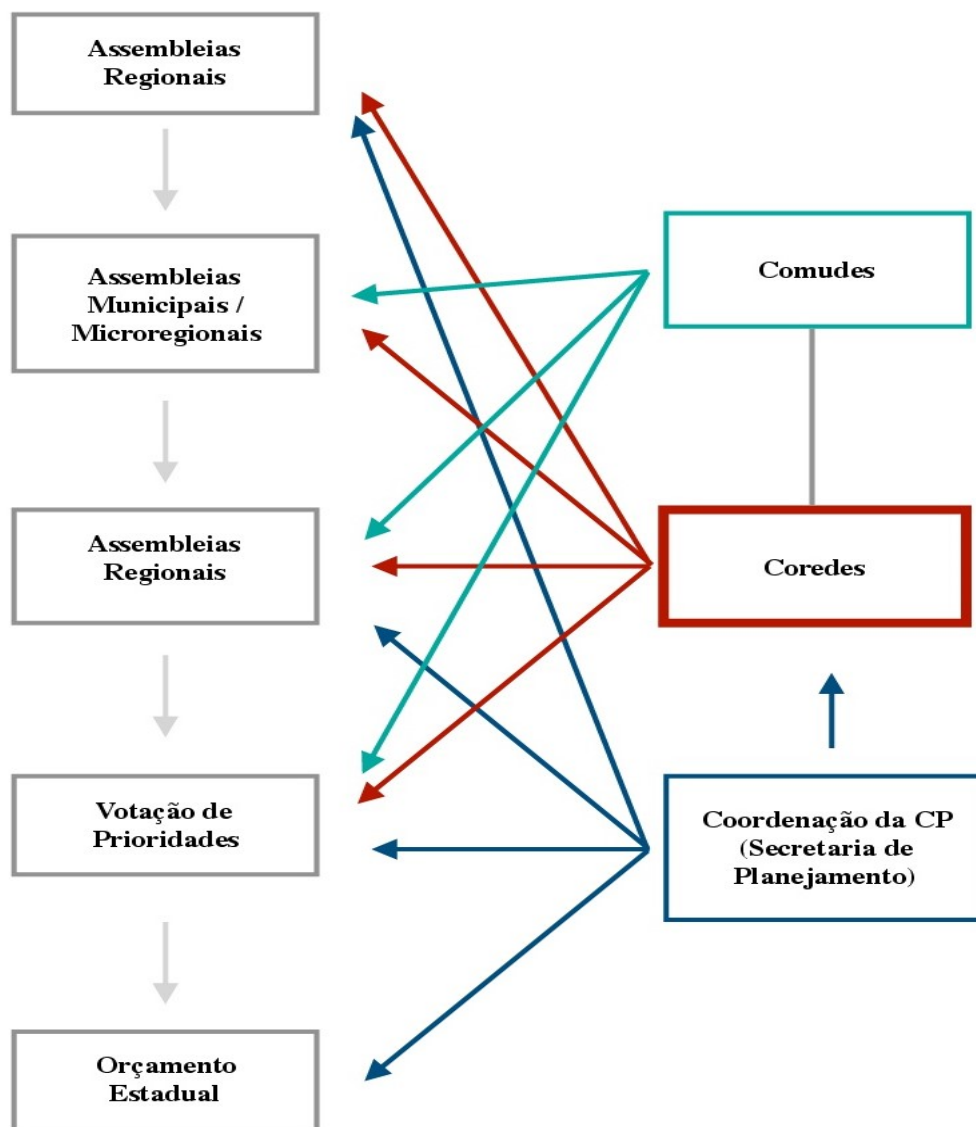 Assembleias
Regionais
Assembleias
Municipais /
Microregionais
Assembleias
Regionais
Votação de
Prioridades
Orçamento
Estadual
Comudes
Coredes
Coordenação da CP
(Secretaria de
Planejamento)